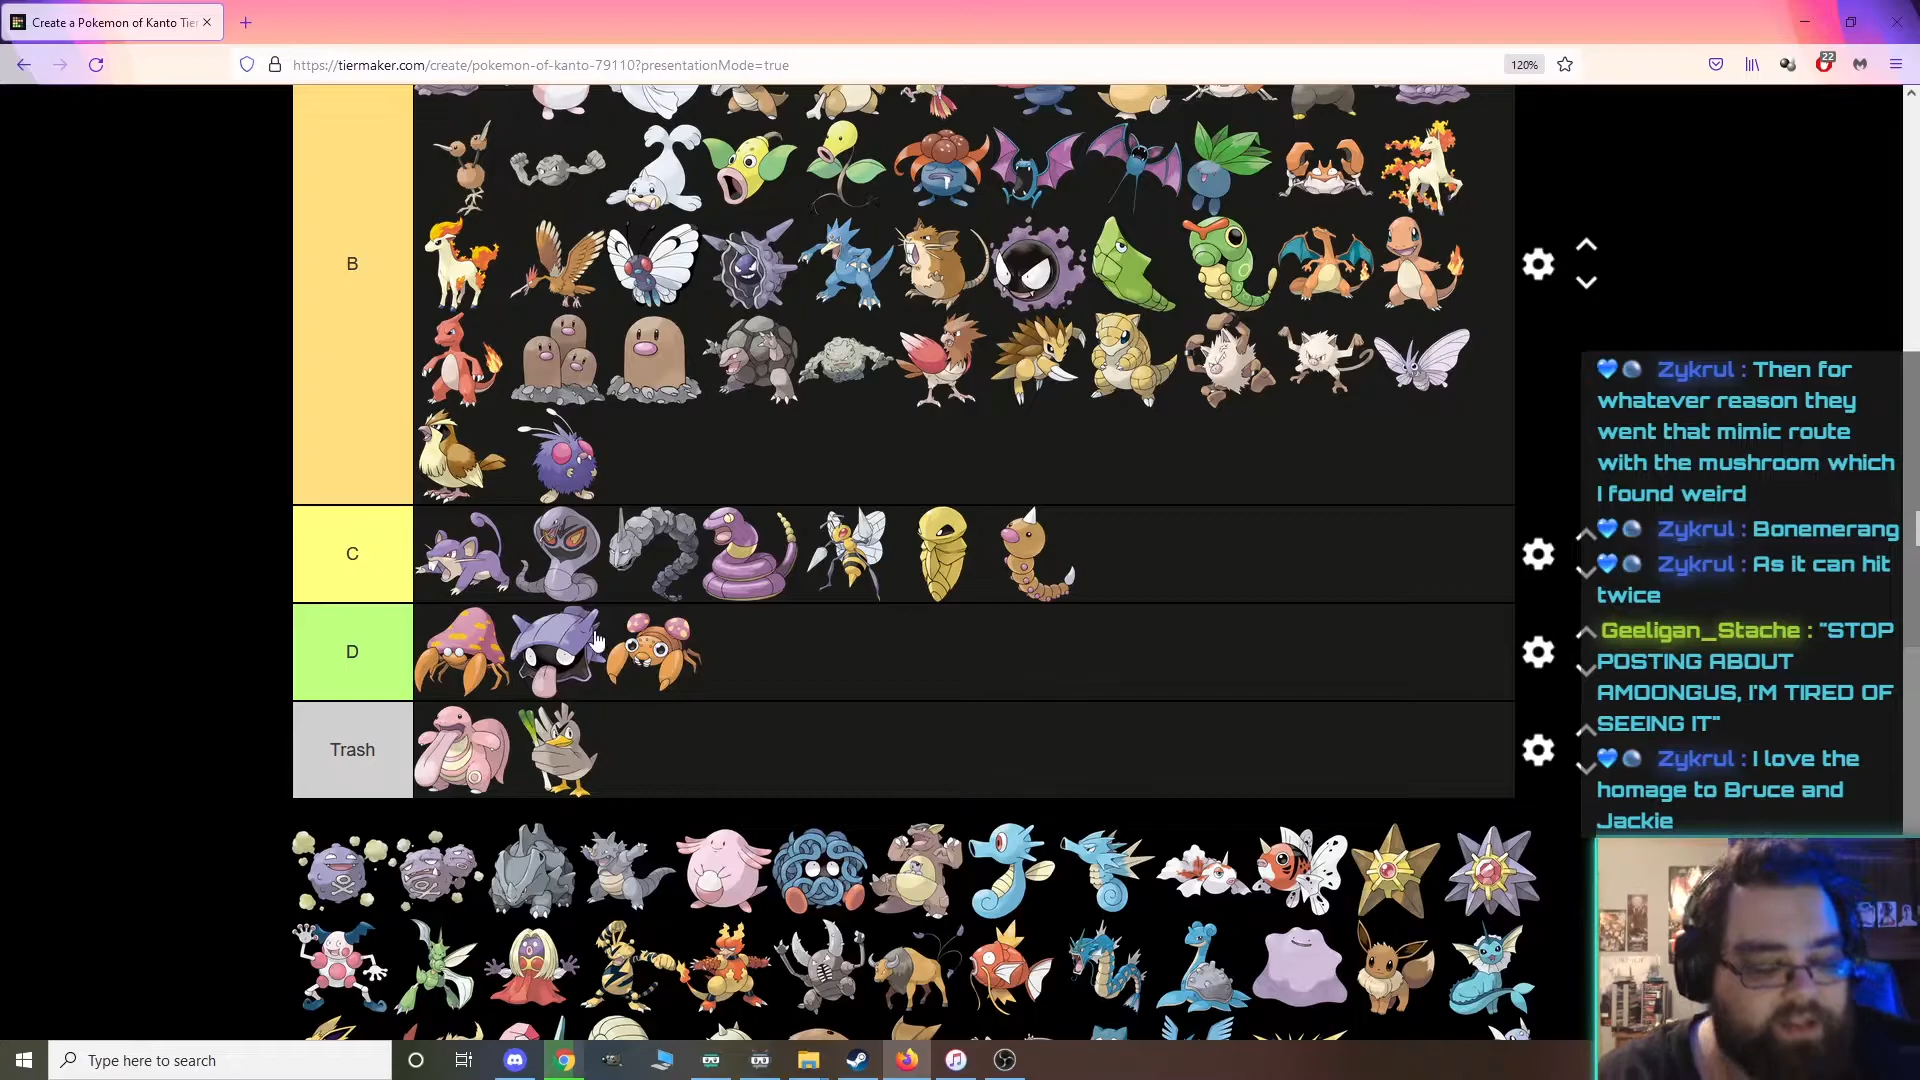 Create a Pokemon of Kanto Tier
https://tiermaker.com/create/pokemon-of-kanto-79110?presentationMode=true
120%
22
B
C
D
Trash
Zykrul : Then for
whatever reason they
went that mimic route
with the mushroom which
I found weird
Zykrul : Bonemerang
Zykrul : As it can hit
twice
Geeligan_Stache : "STOP
POSTING ABOUT
AMOONGUS, I'M TIRED OF
SEEING IT"
Zykrul : I love the
homage to Bruce and
Jackie
Type here to search